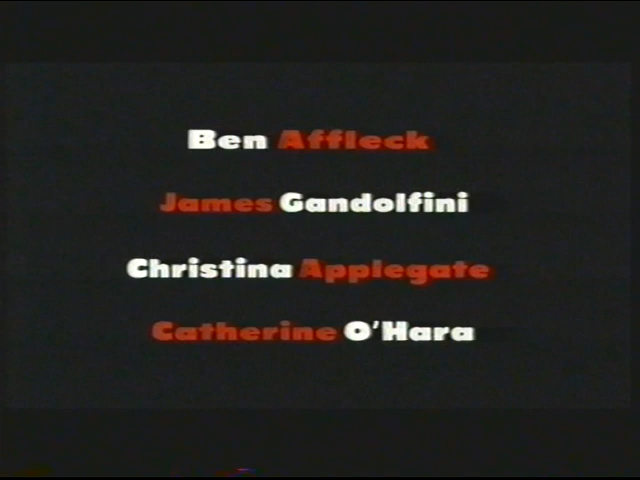 Ben Affleck
James Gandolfini
Christina Applegate
Catherine O'Hara